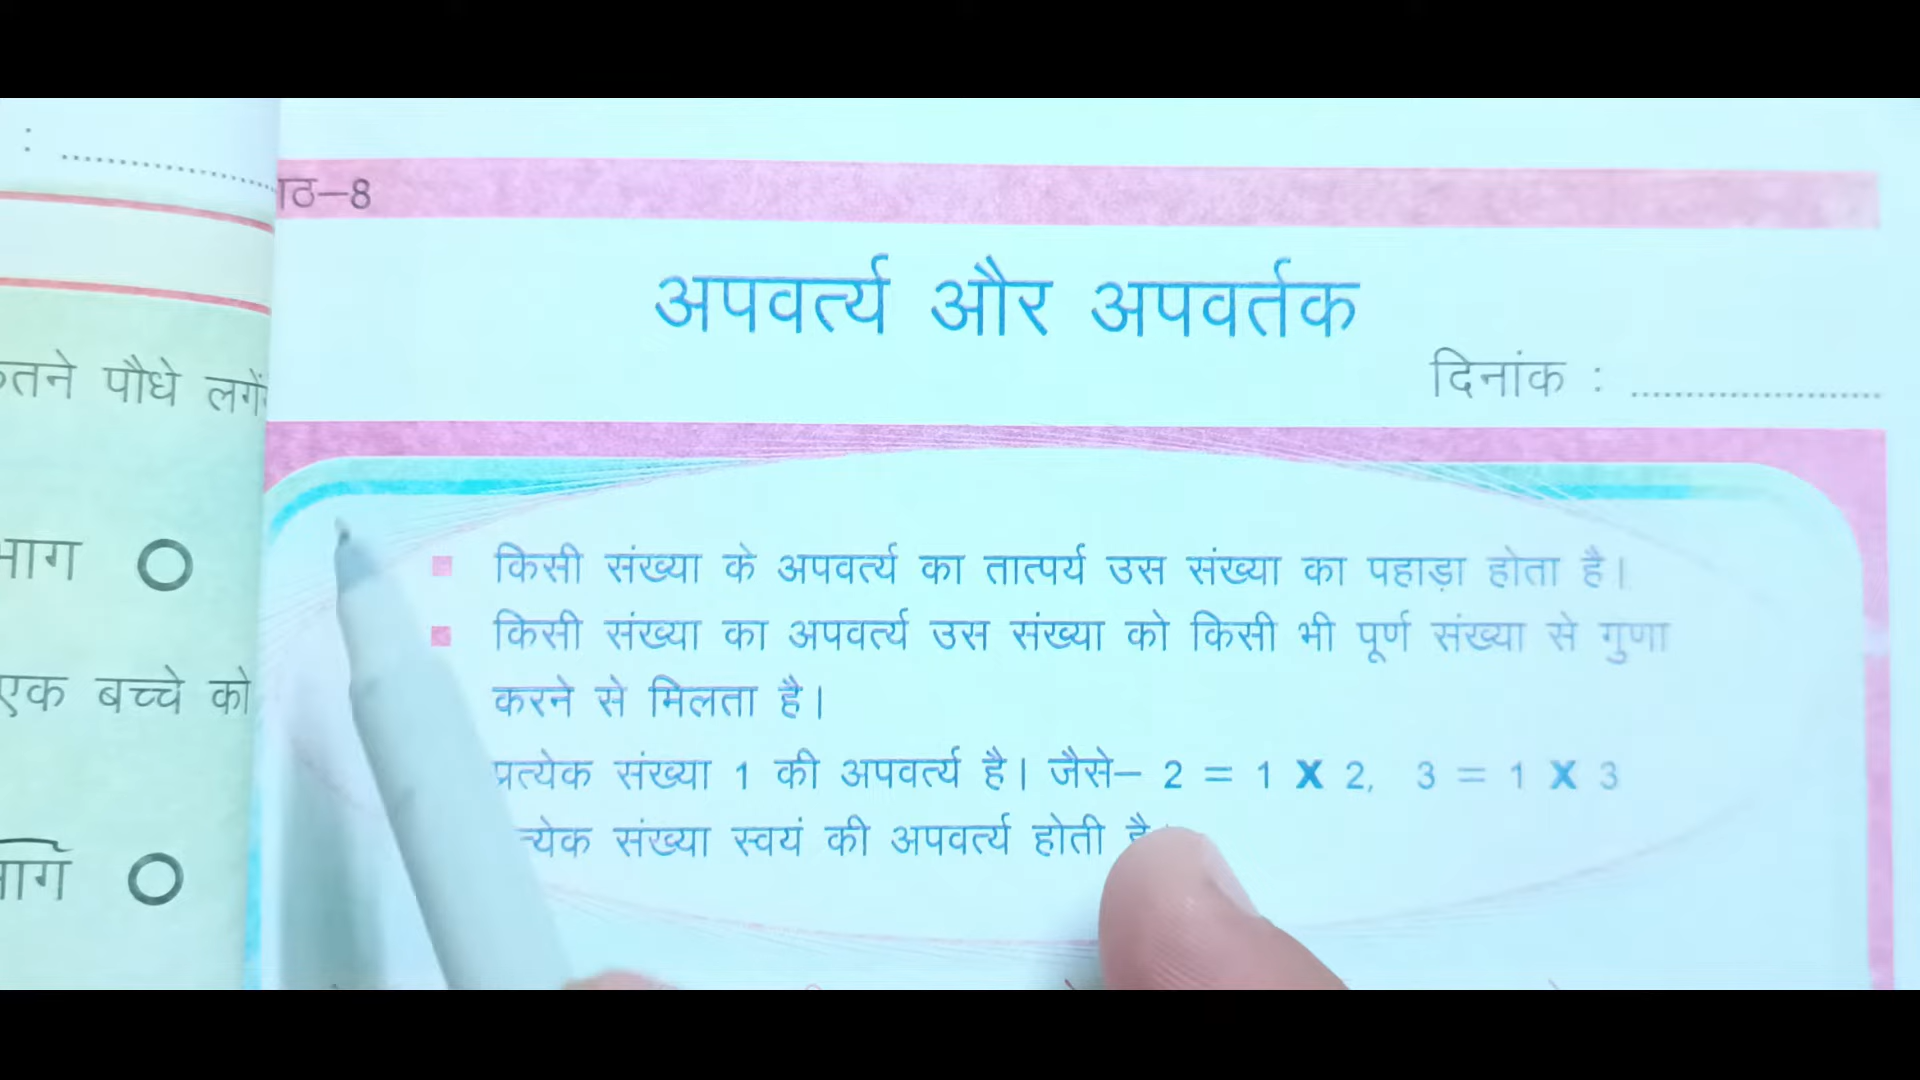 ाठ–8
अपवर्त्य और अपवर्तक
दिनांक : ........................
किसी संख्या के अपवर्त्य का तात्पर्य उस संख्या का पहाड़ा होता है।
किसी संख्या का अपवर्त्य उस संख्या को किसी भी पूर्ण संख्या से गुणा
करने से मिलता है।
प्रत्येक संख्या 1 की अपवर्त्य है। जैसे– 2 = 1 X 2, 3 = 1 X 3
त्येक संख्या स्वयं की अपवर्त्य होती है
पौधे
एक बच्चे को